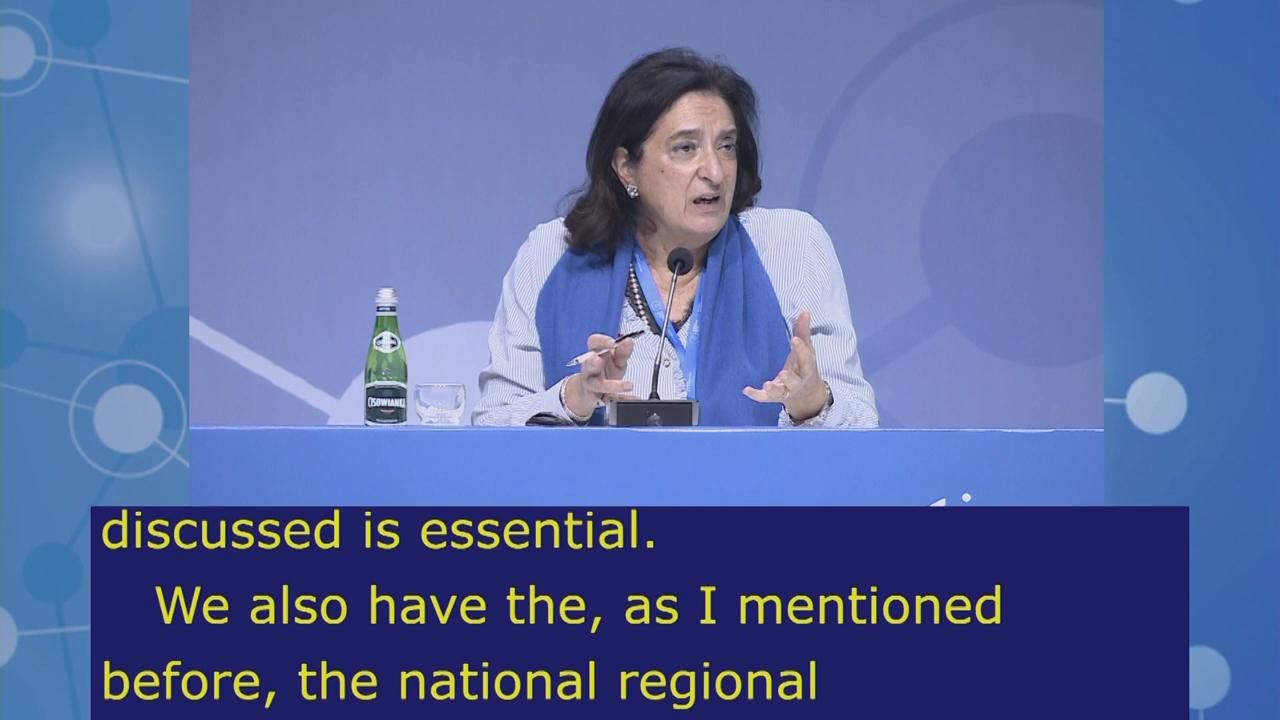 CISOWIANKA
discussed is essential.
We also have the, as I mentioned
before, the national regional